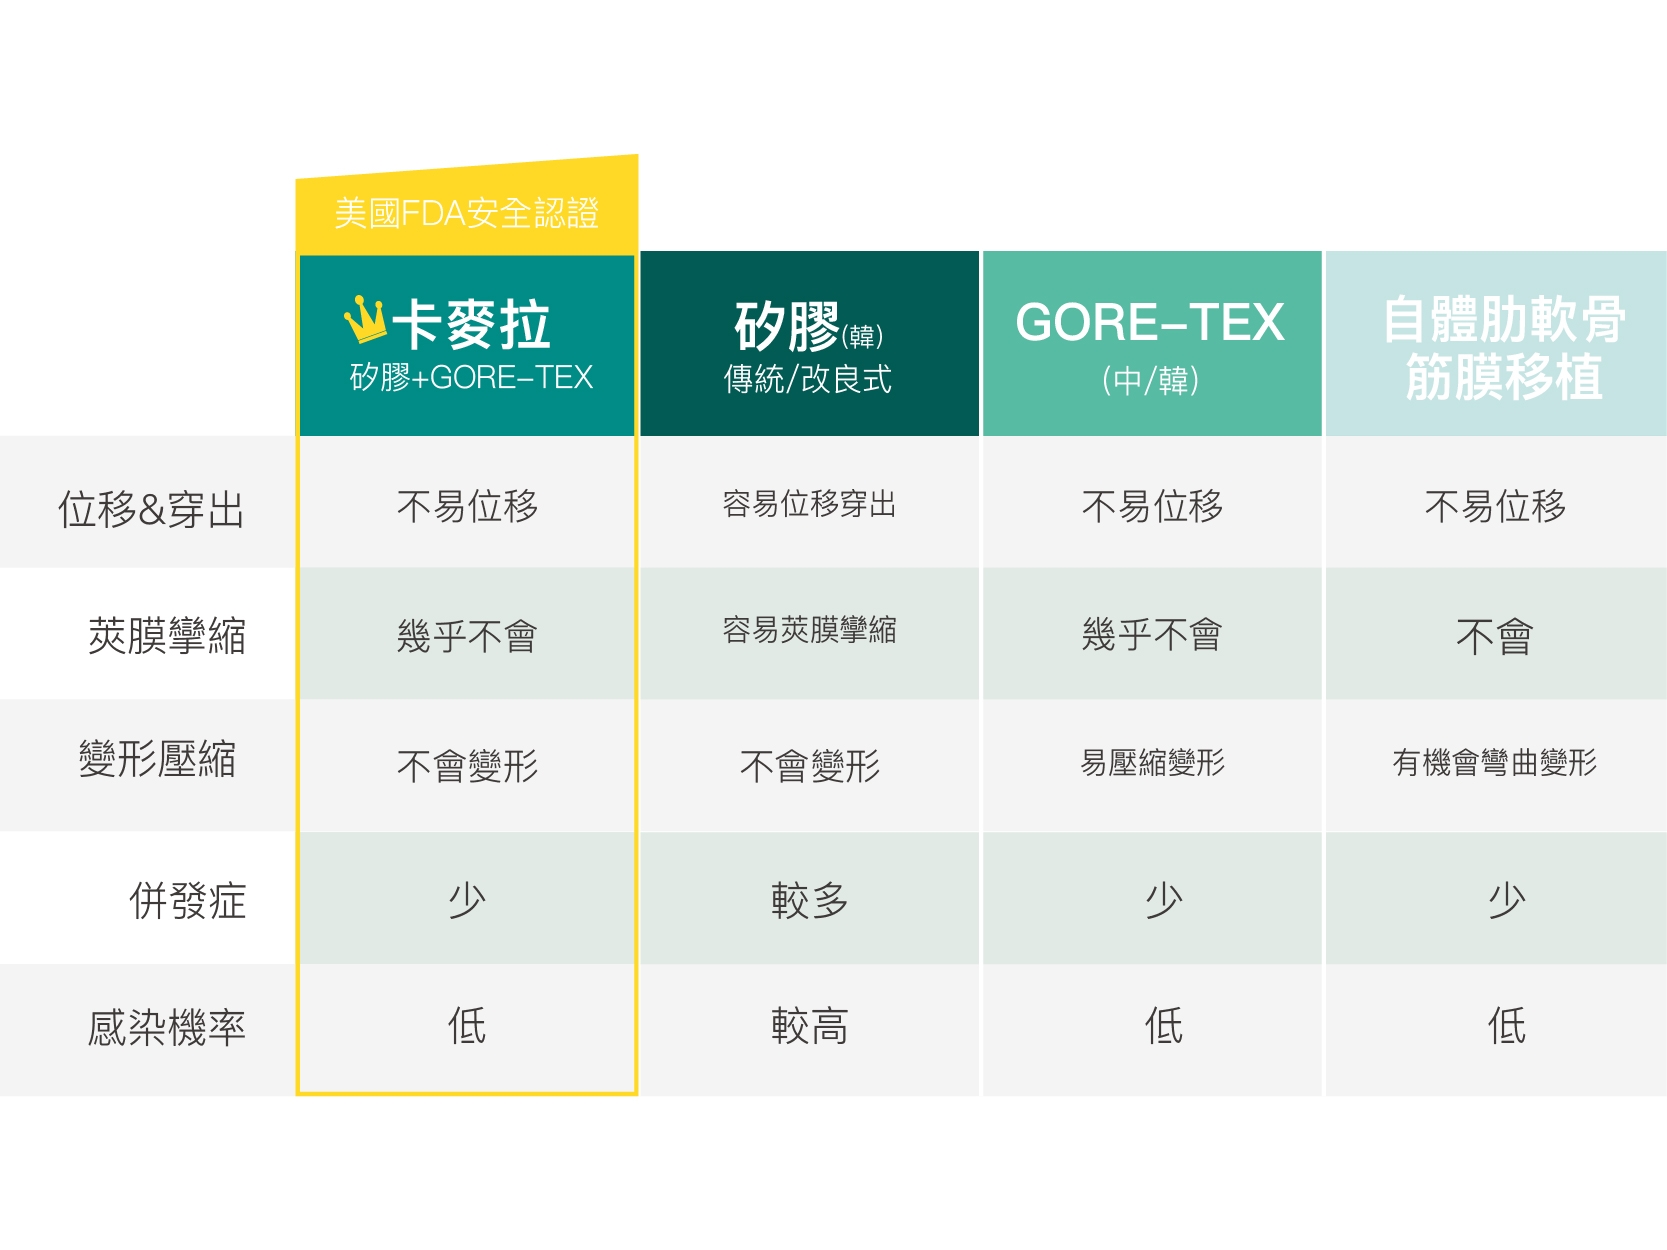 美國FDA安全認證
卡麥拉
矽膠+GORE-TEX
矽膠(韓)
傳統/改良式
GORE-TEX
(中/韓)
自體肋軟骨
筋膜移植
位移&穿出
不易位移
容易位移穿出
不易位移
不易位移
莢膜攣縮
幾乎不會
容易莢膜攣縮
幾乎不會
不會
變形壓縮
不會變形
不會變形
易壓縮變形
有機會彎曲變形
併發症
少
較多
少
少
感染機率
低
較高
低
低